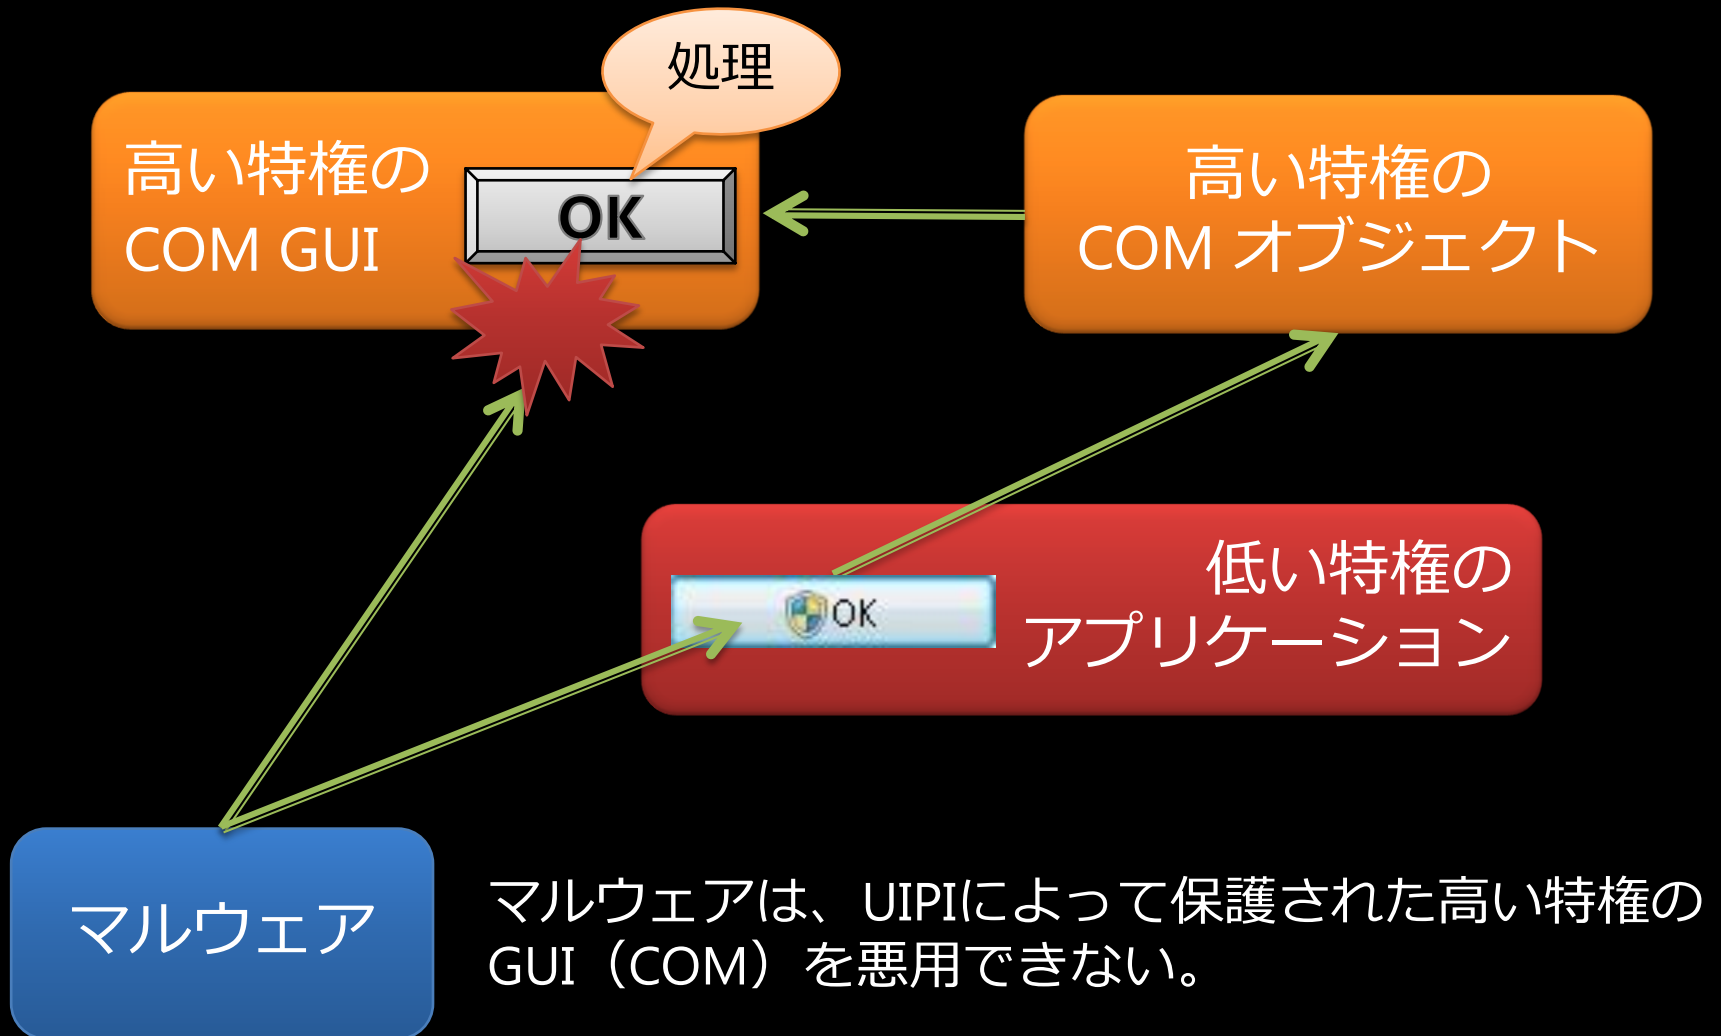 処理
高い特権の
COM GUI
OK
高い特権の
COM オブジェクト
低い特権の
アプリケーション
OK
マルウェア
マルウェアは、UIPIによって保護された高い特権の
GUI（COM）を悪用できない。